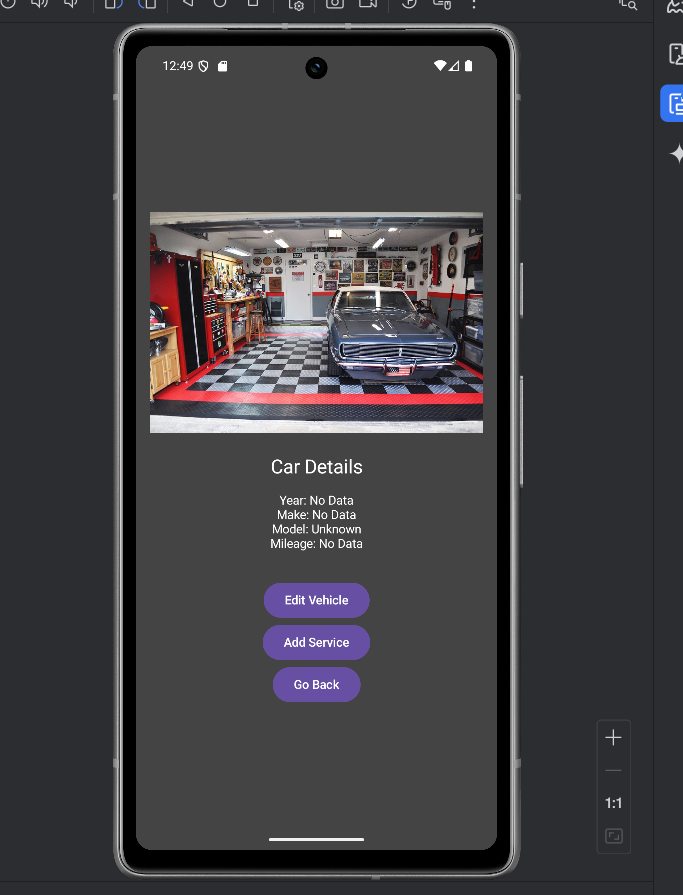 12:49
Car Details
Year: No Data
Make: No Data
Model: Unknown
Mileage: No Data
Edit Vehicle
Add Service
Go Back
1:1